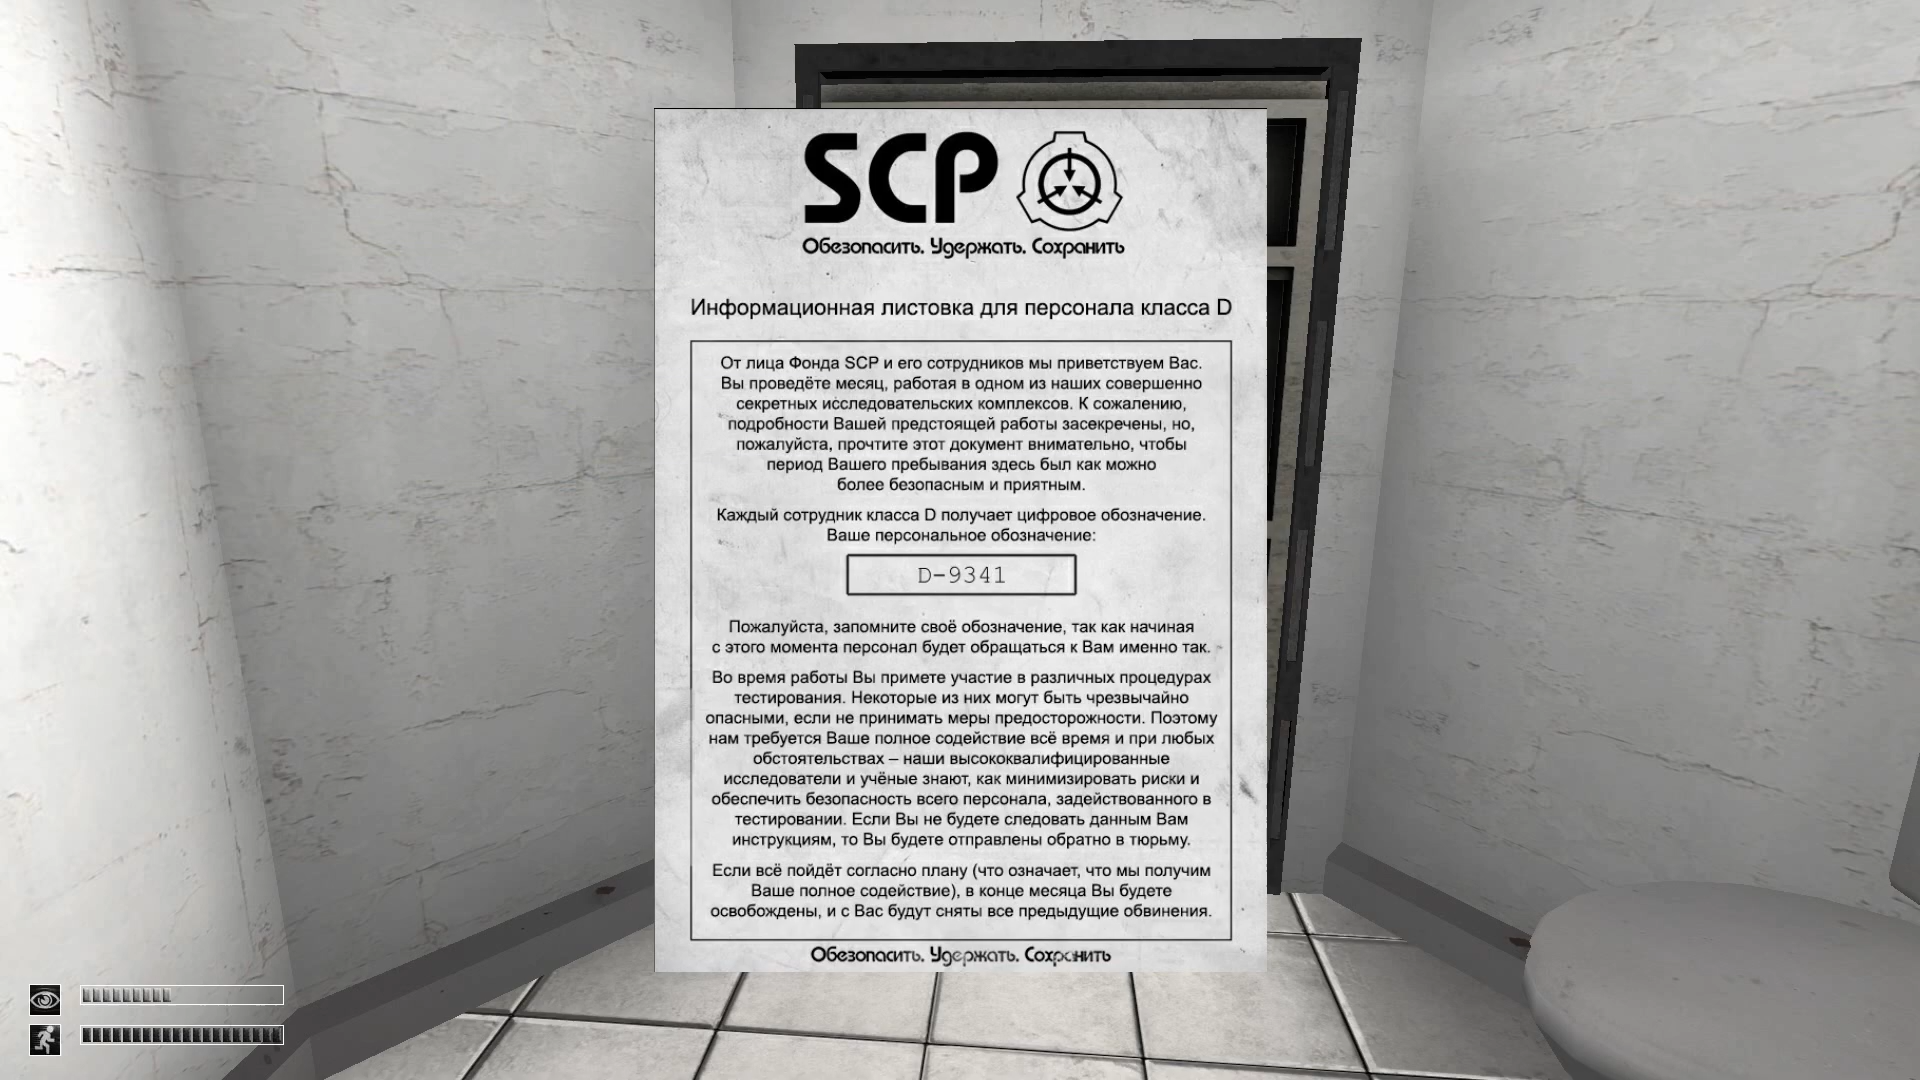 SCP
Обезопасить. Удержать. Сохранить
Информационная листовка для персонала класса D
От лица Фонда SCP и его сотрудников мы приветствуем Вас.
Вы проведёте месяц, работая в одном из наших совершенно
секретных исследовательских комплексов. К сожалению,
подробности Вашей предстоящей работы засекречены, но,
пожалуйста, прочтите этот документ внимательно, чтобы
период Вашего пребывания здесь был как можно
более безопасным и приятным.
Каждый сотрудник класса D получает цифровое обозначение.
Ваше персональное обозначение:
D-9341
Пожалуйста, запомните своё обозначение, так как начиная
с этого момента персонал будет обращаться к Вам именно так.
Во время работы Вы примете участие в различных процедурах
тестирования. Некоторые из них могут быть чрезвычайно
опасными, если не принимать меры предосторожности. Поэтому
нам требуется Ваше полное содействие всё время и при любых
обстоятельствах – наши высококвалифицированные
исследователи и учёные знают, как минимизировать риски и
обеспечить безопасность всего персонала, задействованного в
тестировании. Если Вы не будете следовать данным Вам
инструкциям, то Вы будете отправлены обратно в тюрьму.
Если всё пойдёт согласно плану (что означает, что мы получим
Ваше полное содействие), в конце месяца Вы будете
освобождены, и с Вас будут сняты все предыдущие обвинения.
Обезопасить. Удержать. Сохранить